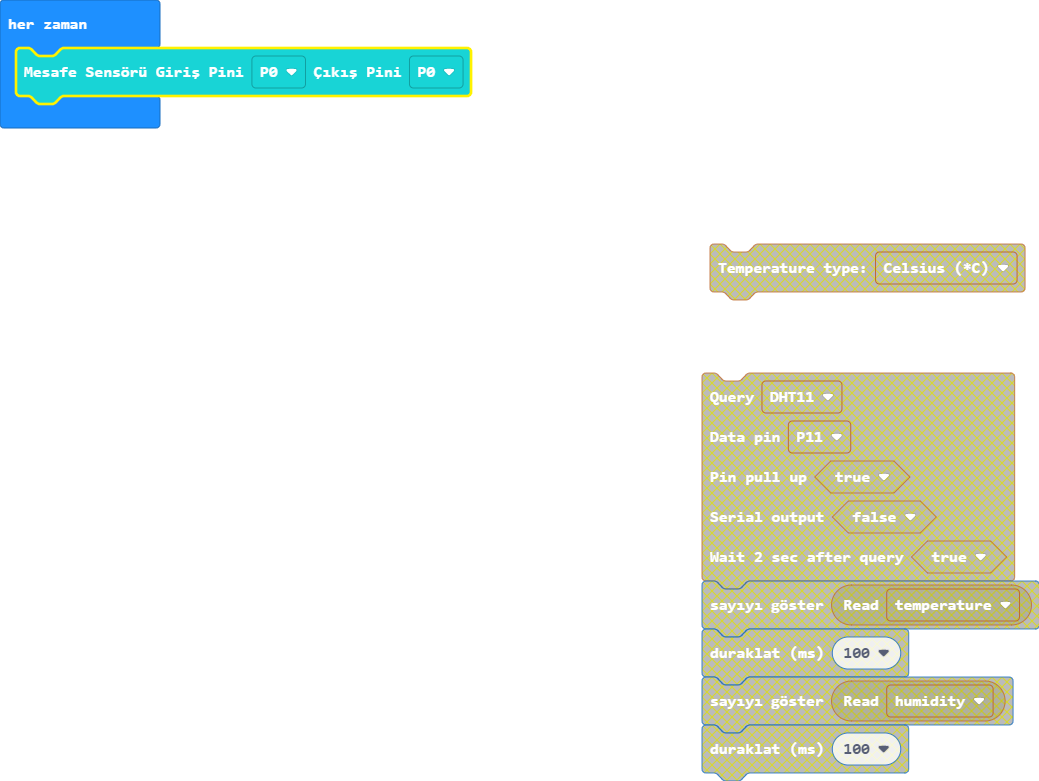 her zaman
Mesafe Sensörü Giriş Pini P0 Çıkış Pini P0
Temperature type: Celsius (*C)
Query DHT11
Data pin P11
Pin pull up true
Serial output false
Wait 2 sec after query true
sayıyı göster Read temperature
duraklat (ms) 100
sayıyı göster Read humidity
duraklat (ms) 100